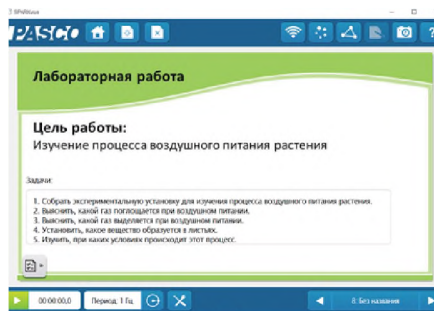 SPARKvue
PASCO
?
Лабораторная работа
Цель работы:
Изучение процесса воздушного питания растения
Задачи:
1. Собрать экспериментальную установку для изучения процесса воздушного питания растения.
2. Выяснить, какой газ поглощается при воздушном питании.
3. Выяснить, какой газ выделяется при воздушном питании.
4. Установить, какое вещество образуется в листьях.
5. Изучить, при каких условиях происходит этот процесс.
00:00:00,0 Период: 1 Гц 8: Без названия